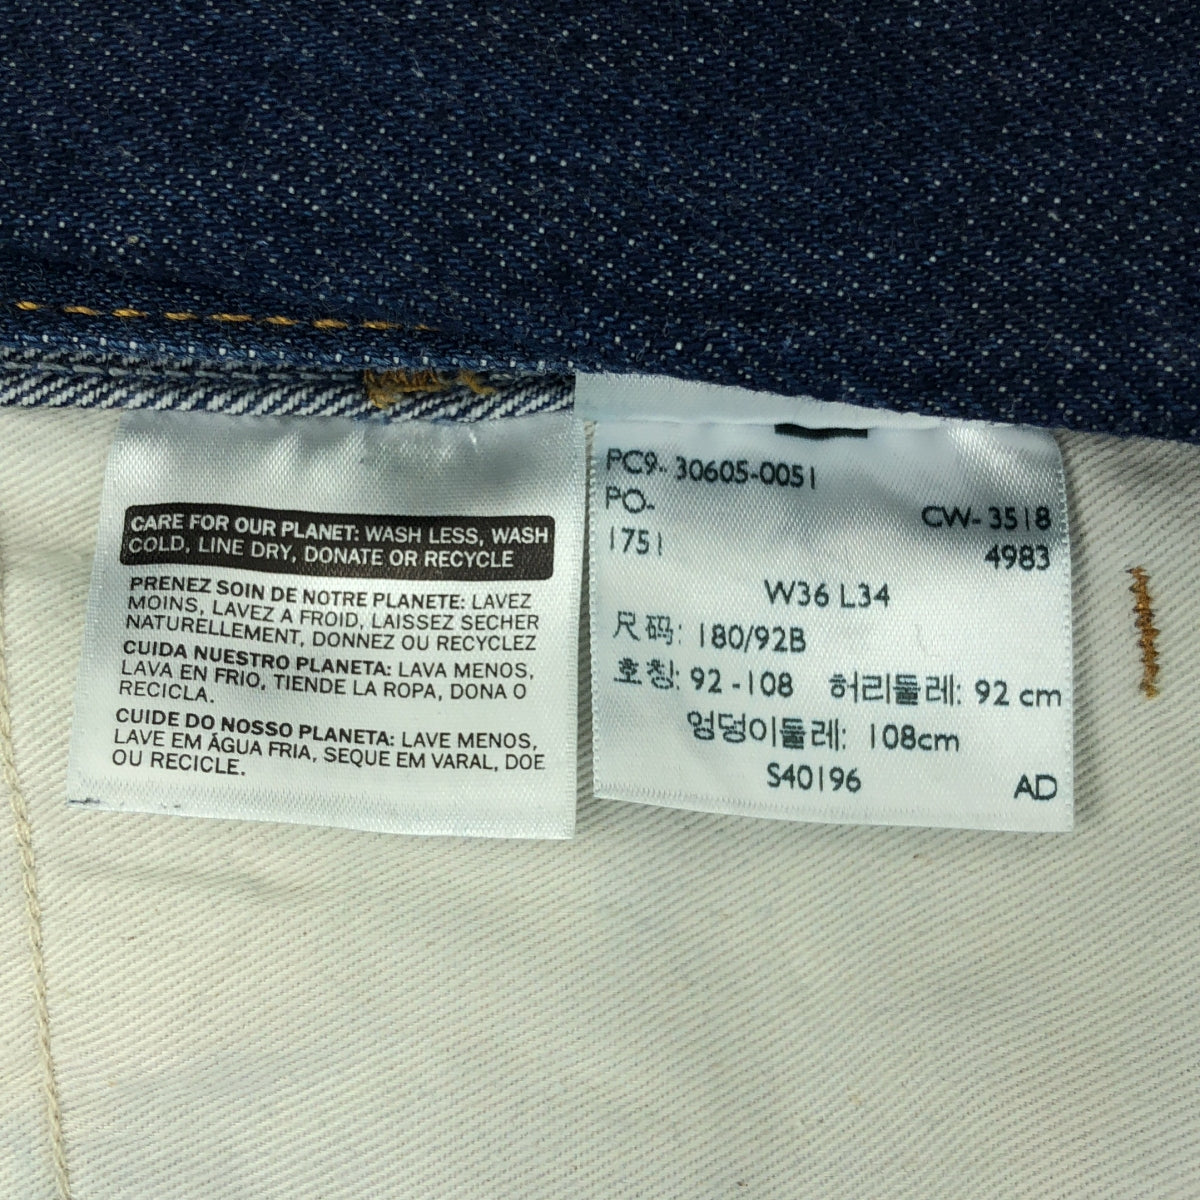 CARE FOR OUR PLANET: WASH LESS, WASH
COLD, LINE DRY, DONATE OR RECYCLE
PRENEZ SOIN DE NOTRE PLANETE: LAVEZ
MOINS, LAVEZ A FROID, LAISSEZ SECHER
NATURELLEMENT, DONNEZ OU RECYCLEZ
CUIDA NUESTRO PLANETA: LAVA MENOS,
LAVA EN FRIO, TIENDE LA ROPA, DONA O
RECICLA.
CUIDE DO NOSSO PLANETA: LAVE MENOS,
LAVE EM ÁGUA FRIA, SEQUE EM VARAL, DOE
OU RECICLE.
PC9- 30605-0051
PO-
CW- 3518
1751
4983
W36 L34
尺码: 180/92B
호칭: 92 -108 허리둘레: 92 cm
엉덩이둘레: 108cm
S40196
AD